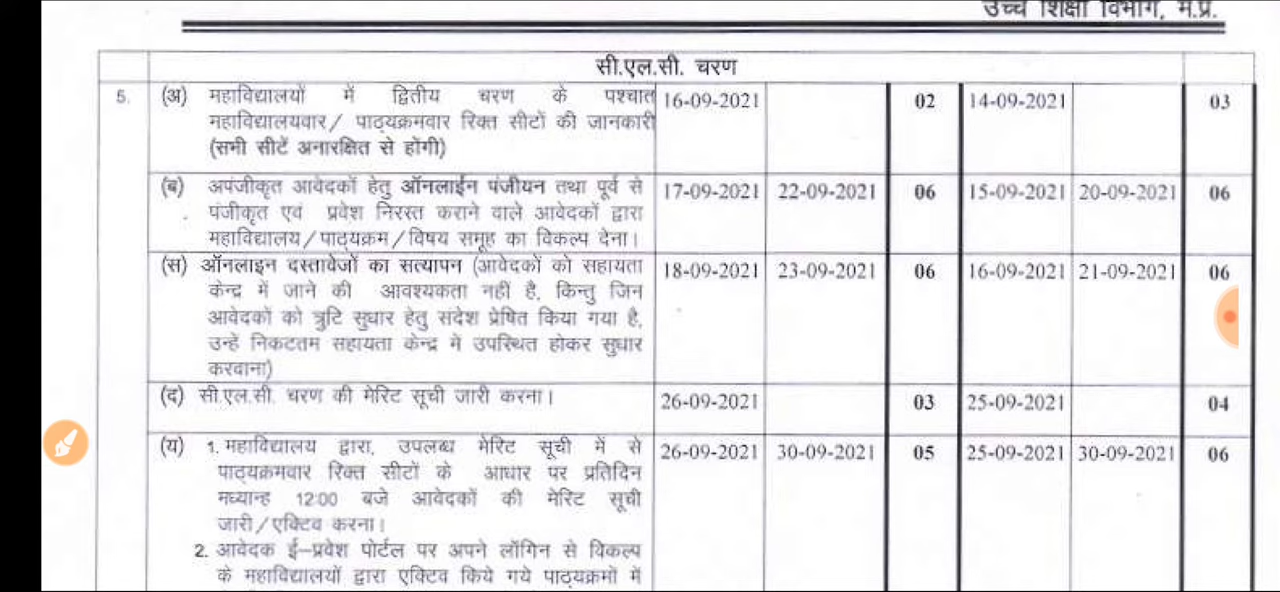 उच्च शिक्षा विभाग, म.प्र.
सी.एल.सी. चरण
5. (अ) महाविद्यालयों में द्वितीय चरण के पश्चात 16-09-2021 02 14-09-2021 03
महाविद्यालयवार/ पाठ्यक्रमवार रिक्त सीटों की जानकारी
(सभी सीटें अनारक्षित से होंगी)
(ब) अपंजीकृत आवेदकों हेतु ऑनलाईन पंजीयन तथा पूर्व से 17-09-2021 22-09-2021 06 15-09-2021 20-09-2021 06
पंजीकृत एवं प्रवेश निरस्त कराने वाले आवेदकों द्वारा
महाविद्यालय/पाठ्यक्रम/विषय समूह का विकल्प देना।
(स) ऑनलाइन दस्तावेजों का सत्यापन (आवेदकों को सहायता 18-09-2021 23-09-2021 06 16-09-2021 21-09-2021 06
केन्द्र में जाने की आवश्यकता नहीं है, किन्तु जिन
आवेदकों को त्रुटि सुधार हेतु संदेश प्रेषित किया गया है,
उन्हें निकटतम सहायता केन्द्र में उपस्थित होकर सुधार
करवाना)
(द) सी.एल.सी. चरण की मेरिट सूची जारी करना। 26-09-2021 03 25-09-2021 04
(य) 1. महाविद्यालय द्वारा, उपलब्ध मेरिट सूची में से 26-09-2021 30-09-2021 05 25-09-2021 30-09-2021 06
पाठ्यक्रमवार रिक्त सीटों के आधार पर प्रतिदिन
मध्यान्ह 12:00 बजे आवेदकों की मेरिट सूची
जारी/एक्टिव करना।
2. आवेदक ई–प्रवेश पोर्टल पर अपने लॉगिन से विकल्प
के महाविद्यालयों द्वारा एक्टिव किये गये पाठ्यक्रमों में